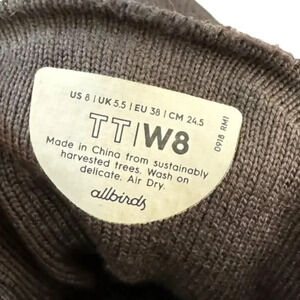 US 8 | UK 5.5 | EU 38 | CM 24.5
TT|W8
Made in China from sustainably
harvested trees. Wash on
delicate. Air Dry.
allbirds
0918 RM1